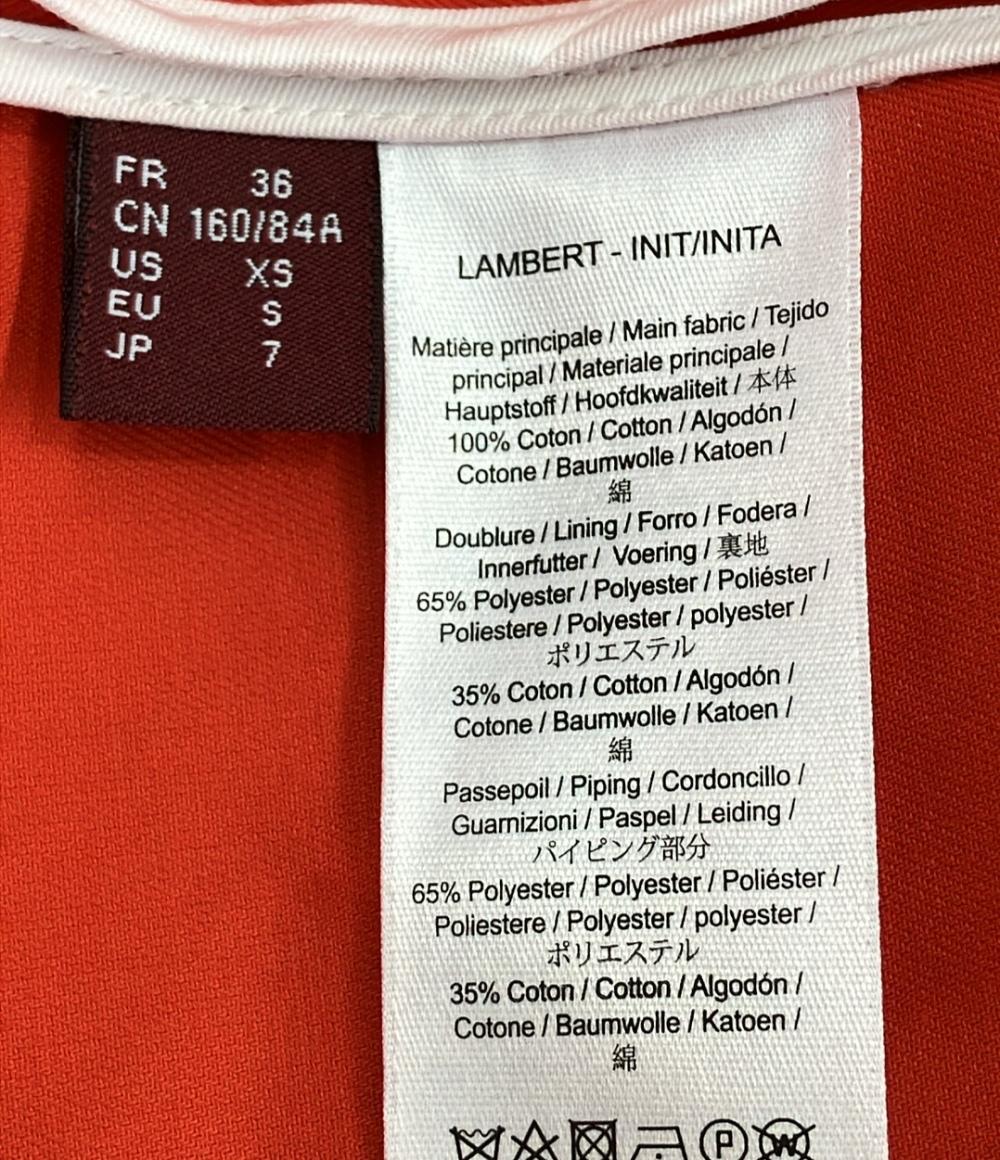 FR 36
CN 160/84A
US XS
EU S
JP 7
LAMBERT - INIT/INITA
Matière principale / Main fabric / Tejido
principal / Materiale principale /
Hauptstoff / Hoofdkwaliteit / 本体
100% Coton / Cotton / Algodón /
Cotone / Baumwolle / Katoen /
綿
Doublure / Lining / Forro / Fodera /
Innerfutter / Voering / 裏地
65% Polyester / Polyester / Poliéster /
Poliestere / Polyester / polyester /
ポリエステル
35% Coton / Cotton / Algodón /
Cotone / Baumwolle / Katoen /
綿
Passepoil / Piping / Cordoncillo /
Guarnizioni / Paspel / Leiding /
パイピング部分
65% Polyester / Polyester / Poliéster /
Poliestere / Polyester / polyester /
ポリエステル
35% Coton / Cotton / Algodón /
Cotone / Baumwolle / Katoen /
綿
P W